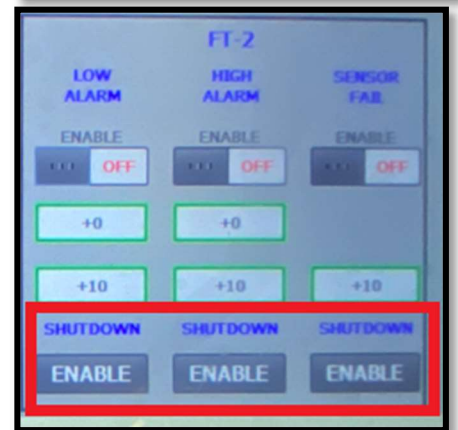 FT-2
LOW ALARM
HIGH ALARM
SENSOR FAIL
ENABLE ENABLE ENABLE
OFF OFF OFF
+0 +0
+10 +10 +10
SHUTDOWN SHUTDOWN SHUTDOWN
ENABLE ENABLE ENABLE